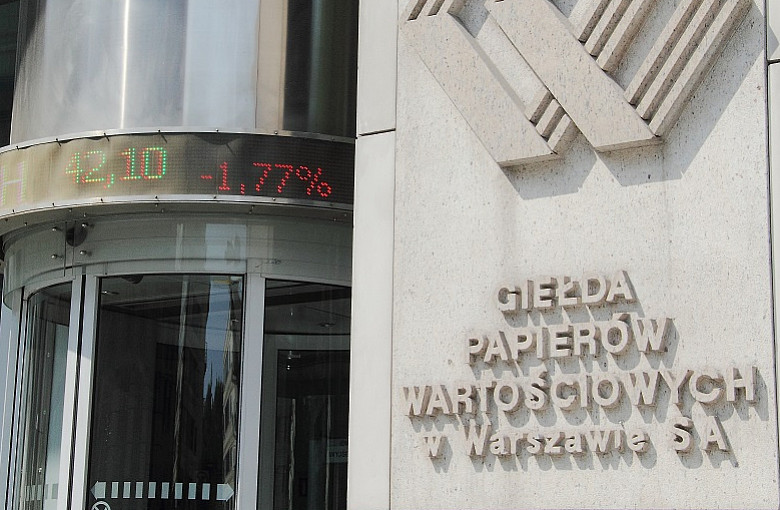 H 42,10 -1,77%
GIEŁDA
PAPIERÓW
WARTOŚCIOWYCH
w Warszawie SA